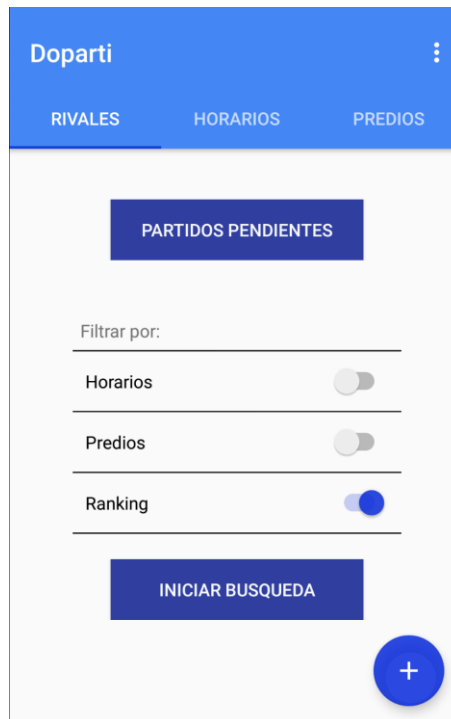 Doparti
RIVALES HORARIOS PREDIOS
PARTIDOS PENDIENTES
Filtrar por:
Horarios
Predios
Ranking
INICIAR BUSQUEDA
+